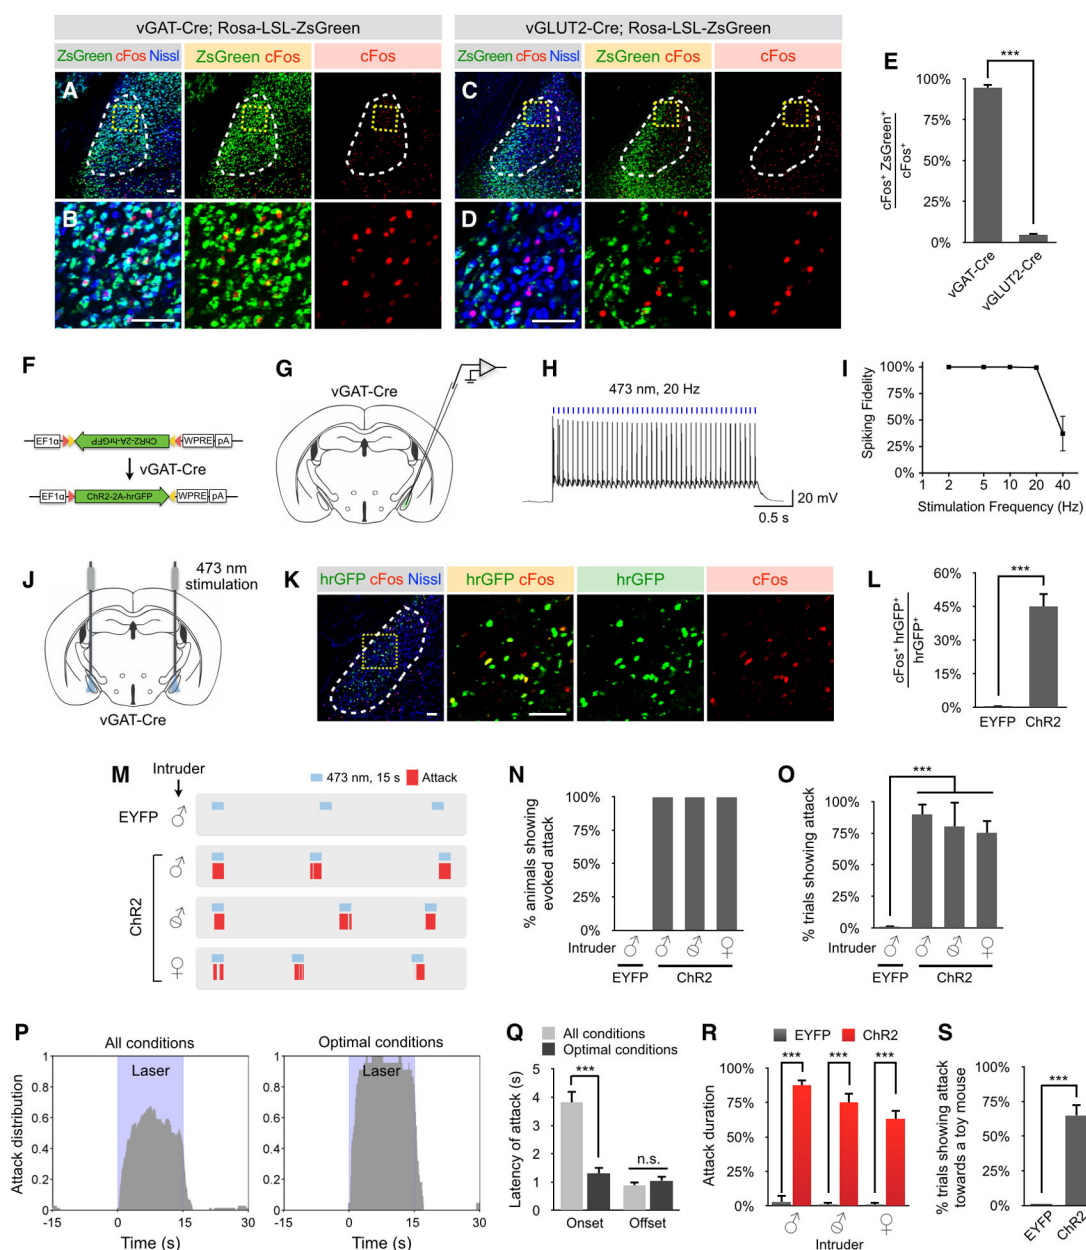 vGAT-Cre; Rosa-LSL-ZsGreen
vGLUT2-Cre; Rosa-LSL-ZsGreen
ZsGreen cFos Nissl
ZsGreen cFos
cFos
ZsGreen cFos Nissl
ZsGreen cFos
cFos
A
C
B
D
E
***
100%
75%
50%
25%
0%
cFos⁺ ZsGreen⁺
cFos⁺
vGAT-Cre
vGLUT2-Cre
F
EF1α
ChR2-2A-hrGFP
WPRE
pA
vGAT-Cre
EF1α
ChR2-2A-hrGFP
WPRE
pA
G
vGAT-Cre
H
473 nm, 20 Hz
20 mV
0.5 s
I
Spiking Fidelity
100%
75%
50%
25%
0%
1 2 5 10 20 40
Stimulation Frequency (Hz)
J
473 nm
stimulation
vGAT-Cre
K
hrGFP cFos Nissl
hrGFP cFos
hrGFP
cFos
L
***
60%
45%
30%
15%
0%
cFos⁺ hrGFP⁺
hrGFP⁺
EYFP ChR2
M
Intruder
473 nm, 15 s
Attack
EYFP ♂
ChR2
♂
♀
N
% animals showing
evoked attack
100%
75%
50%
25%
0%
Intruder
EYFP
ChR2
O
***
% trials showing attack
100%
75%
50%
25%
0%
Intruder
EYFP
ChR2
P
All conditions
Laser
Attack distribution
1
0.8
0.6
0.4
0.2
0
-15 0 15 30
Time (s)
Optimal conditions
Laser
1
0.8
0.6
0.4
0.2
0
-15 0 15 30
Time (s)
Q
All conditions
Optimal conditions
***
n.s.
Latency of attack (s)
5
4
3
2
1
0
Onset Offset
R
EYFP
ChR2
*** *** ***
Attack duration
100%
75%
50%
25%
0%
Intruder
S
***
% trials showing attack
towards a toy mouse
100%
75%
50%
25%
0%
EYFP
ChR2